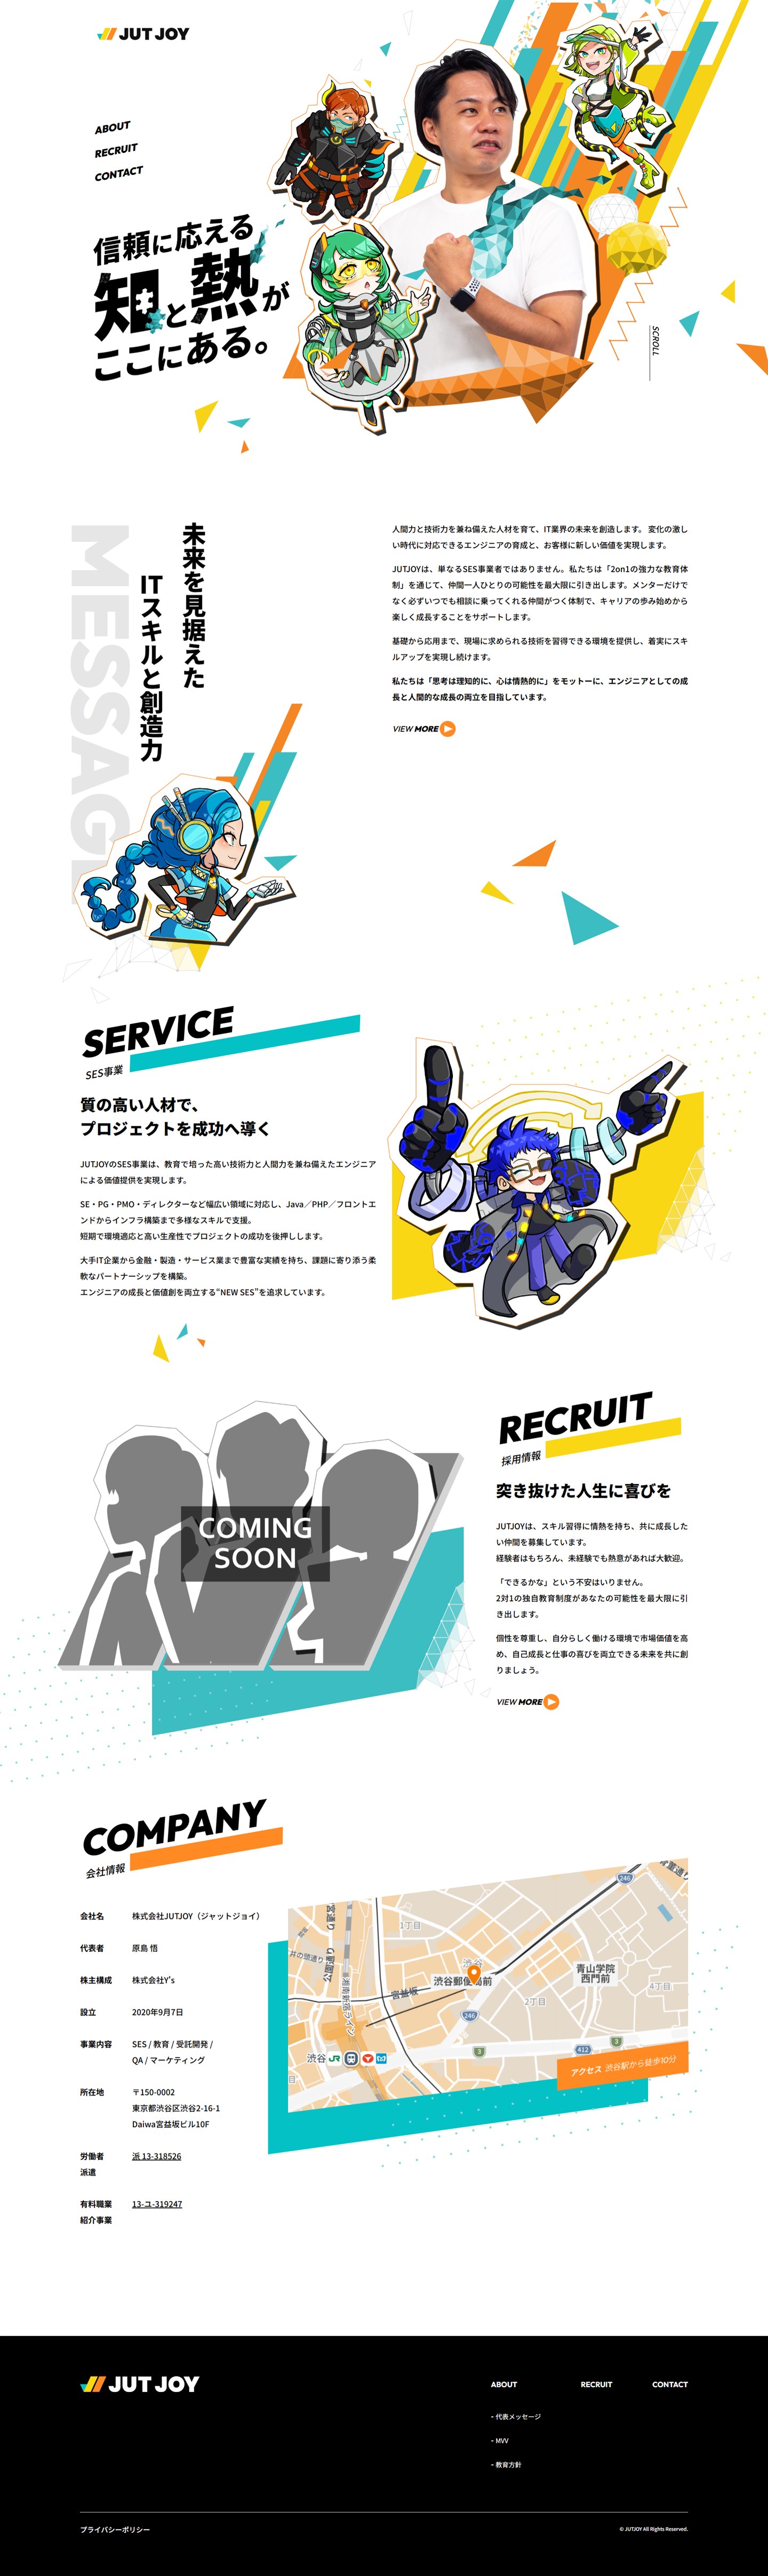 JUT JOY
ABOUT
RECRUIT
CONTACT
信頼に応える
知と熱が
ここにある。
SCROLL
MESSAGE
未来を見据えた
ITスキルと創造力
人間力と技術力を兼ね備えた人材を育て、IT業界の未来を創造します。 変化の激し
い時代に対応できるエンジニアの育成と、お客様に新しい価値を実現します。
JUTJOYは、単なるSES事業者ではありません。私たちは「2on1の強力な教育体
制」を通じて、仲間一人ひとりの可能性を最大限に引き出します。メンターだけで
なく必ずいつでも相談に乗ってくれる仲間がつく体制で、キャリアの歩み始めから
楽しく成長することをサポートします。
基礎から応用まで、現場に求められる技術を習得できる環境を提供し、着実にスキ
ルアップを実現し続けます。
私たちは「思考は理知的に、心は情熱的に」をモットーに、エンジニアとしての成
長と人間的な成長の両立を目指しています。
VIEW MORE
SERVICE
SES事業
質の高い人材で、
プロジェクトを成功へ導く
JUTJOYのSES事業は、教育で培った高い技術力と人間力を兼ね備えたエンジニア
による価値提供を実現します。
SE・PG・PMO・ディレクターなど幅広い領域に対応し、Java／PHP／フロントエ
ンドからインフラ構築まで多様なスキルで支援。
短期で環境適応と高い生産性でプロジェクトの成功を後押しします。
大手IT企業から金融・製造・サービス業まで豊富な実績を持ち、課題に寄り添う柔
軟なパートナーシップを構築。
エンジニアの成長と価値創を両立する“NEW SES”を追求しています。
COMING
SOON
RECRUIT
採用情報
突き抜けた人生に喜びを
JUTJOYは、スキル習得に情熱を持ち、共に成長した
い仲間を募集しています。
経験者はもちろん、未経験でも熱意があれば大歓迎。
「できるかな」という不安はいりません。
2対1の独自教育制度があなたの可能性を最大限に引
き出します。
個性を尊重し、自分らしく働ける環境で市場価値を高
め、自己成長と仕事の喜びを両立できる未来を共に創
りましょう。
VIEW MORE
COMPANY
会社情報
会社名 株式会社JUTJOY（ジャットジョイ）
代表者 原島 悟
株主構成 株式会社Y's
設立 2020年9月7日
事業内容 SES / 教育 / 受託開発 /
QA / マーケティング
所在地 〒150-0002
東京都渋谷区渋谷2-16-1
Daiwa宮益坂ビル10F
労働者
派遣 派 13-318526
有料職業
紹介事業 13-ユ-319247
246
1丁目
井の頭通り
公園通り
湘南新宿ライン
宮益坂
渋谷
渋谷郵便局前
青山学院
西門前
4丁目
2丁目
246
3
412
3
渋谷 JR
目
アクセス 渋谷駅から徒歩10分
JUT JOY
ABOUT
RECRUIT
CONTACT
- 代表メッセージ
- MVV
- 教育方針
プライバシーポリシー
© JUTJOY All Rights Reserved.